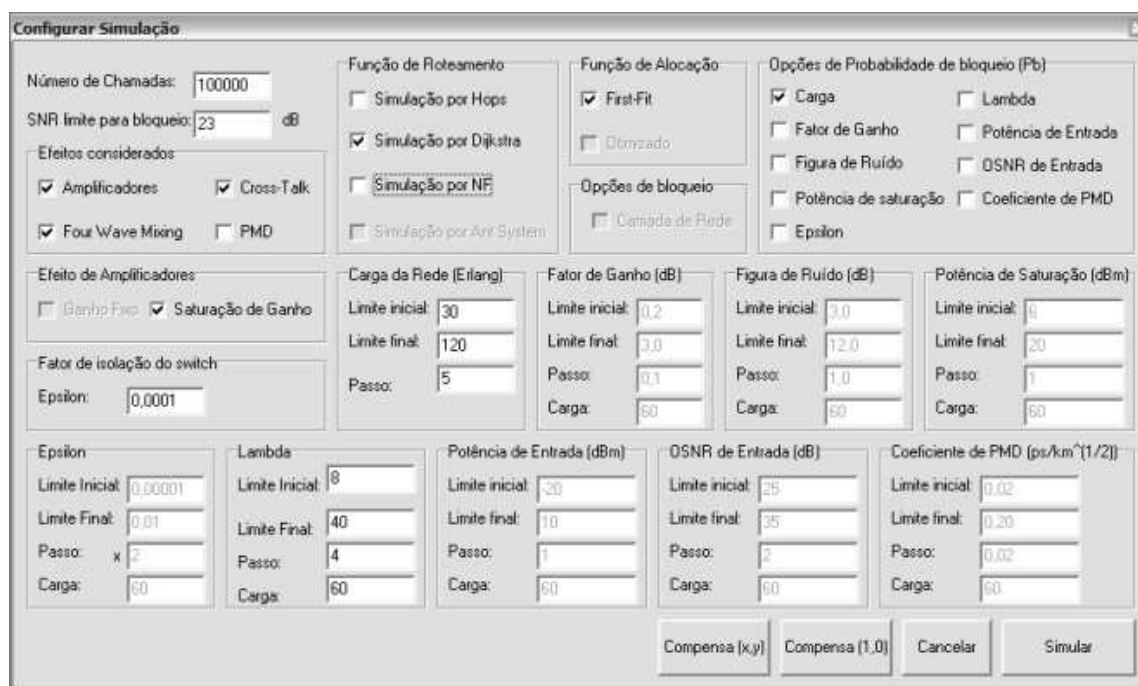 Configurar Simulação
Número de Chamadas: 100000
SNR limite para bloqueio: 23 dB
Efeitos considerados
Amplificadores
Cross-Talk
Four Wave Mixing
PMD
Função de Roteamento
Simulação por Hops
Simulação por Dijkstra
Simulação por NF
Simulação por Ant System
Função de Alocação
First-Fit
Otimizado
Opções de bloqueio
Camada de Rede
Opções de Probabilidade de bloqueio (Pb)
Carga
Lambda
Fator de Ganho
Potência de Entrada
Figura de Ruído
OSNR de Entrada
Potência de saturação
Coeficiente de PMD
Epsilon
Efeito de Amplificadores
Ganho Fixo
Saturação de Ganho
Fator de isolação do switch
Epsilon: 0,0001
Carga da Rede (Erlang)
Limite inicial: 30
Limite final: 120
Passo: 5
Fator de Ganho (dB)
Limite inicial: 0,2
Limite final: 3,0
Passo: 0,1
Carga: 60
Figura de Ruído (dB)
Limite inicial: 3,0
Limite final: 12,0
Passo: 1,0
Carga: 60
Potência de Saturação (dBm)
Limite inicial: 6
Limite final: 20
Passo: 1
Carga: 60
Epsilon
Limite Inicial: 0,00001
Limite Final: 0,01
Passo: x 2
Carga: 60
Lambda
Limite Inicial: 8
Limite Final: 40
Passo: 4
Carga: 60
Potência de Entrada (dBm)
Limite inicial: -20
Limite final: 10
Passo: 1
Carga: 60
OSNR de Entrada (dB)
Limite inicial: 25
Limite final: 35
Passo: 2
Carga: 60
Coeficiente de PMD (ps/km^(1/2))
Limite inicial: 0,02
Limite final: 0,20
Passo: 0,02
Carga: 60
Compensa (x,y)
Compensa (1,0)
Cancelar
Simular